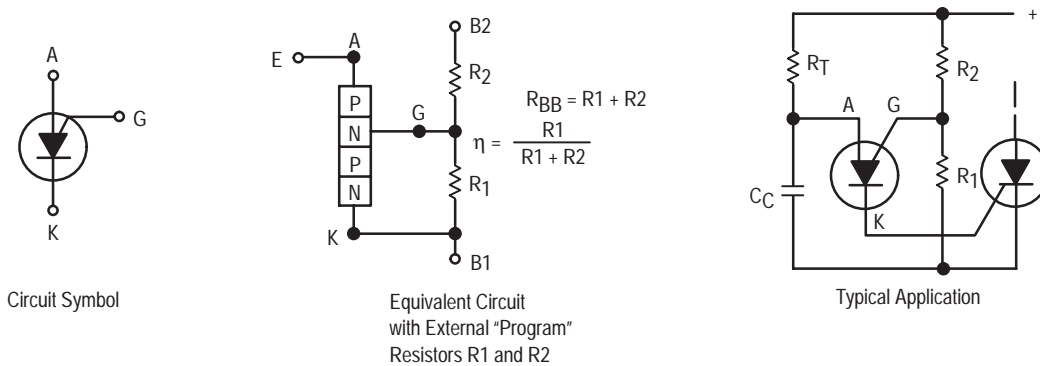 A
G
K
Circuit Symbol
B2
A
E
R2
P
N
P
N
G
RBB = R1 + R2
η = R1
R1 + R2
R1
K
B1
Equivalent Circuit
with External “Program”
Resistors R1 and R2
+
RT
R2
A
G
CC
R1
K
Typical Application